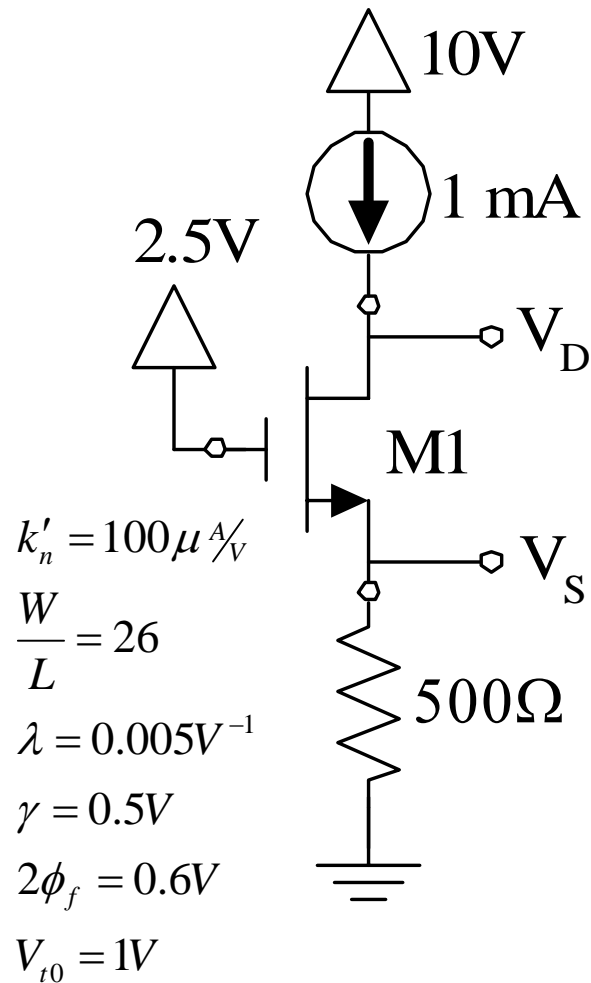 10V
1 mA
2.5V
V_D
M1
k'_n = 100μ A/V
V_S
W/L = 26
500Ω
λ = 0.005V⁻¹
γ = 0.5V
2ϕ_f = 0.6V
V_t0 = 1V